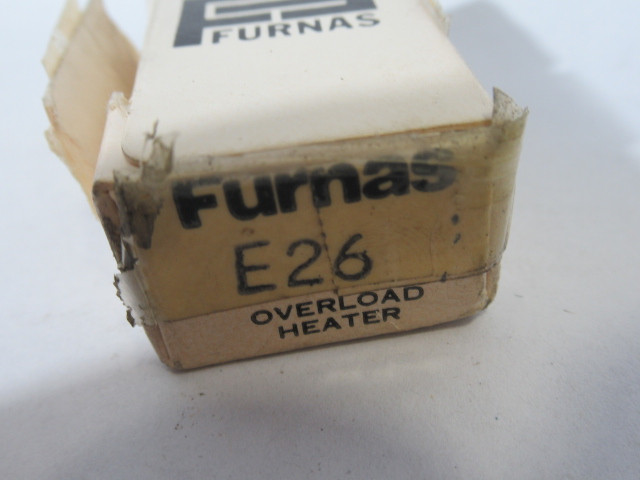 FURNAS
Furnas
E26
OVERLOAD
HEATER